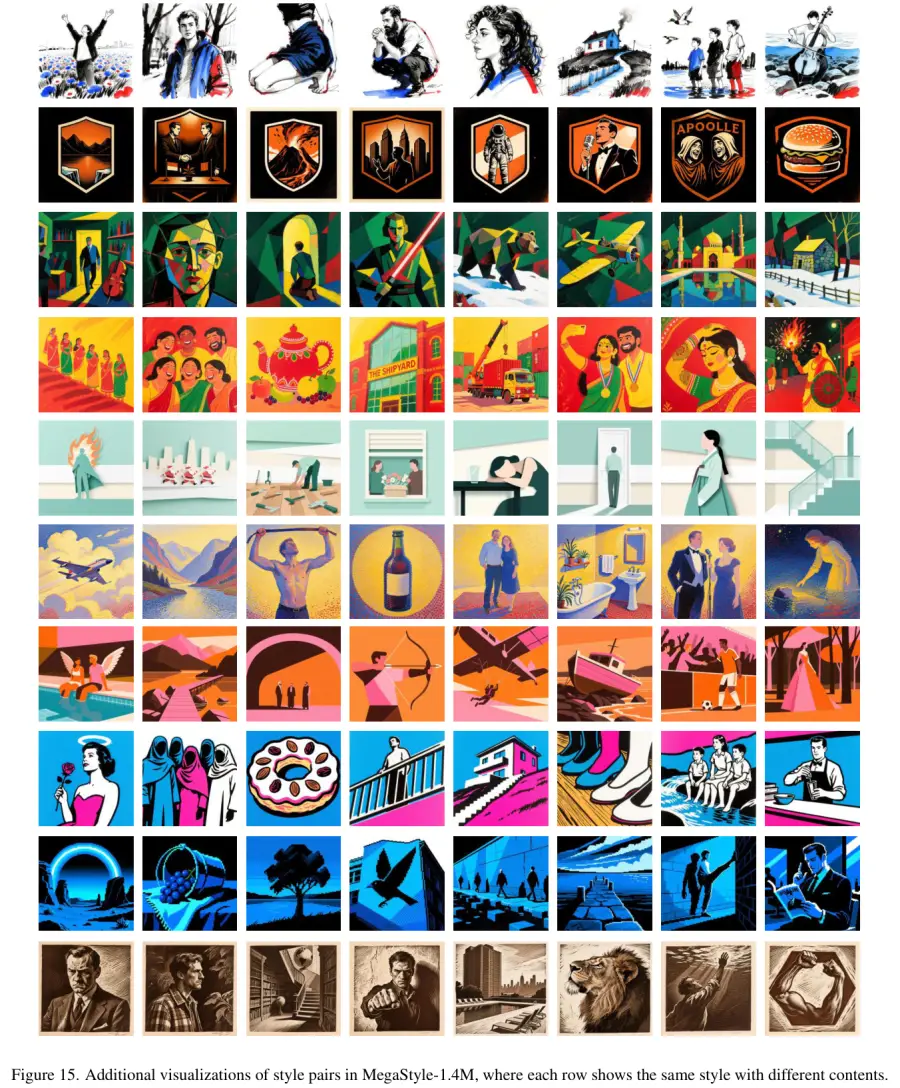 APOOLLE
THE SHIPYARD
Figure 15. Additional visualizations of style pairs in MegaStyle-1.4M, where each row shows the same style with different contents.